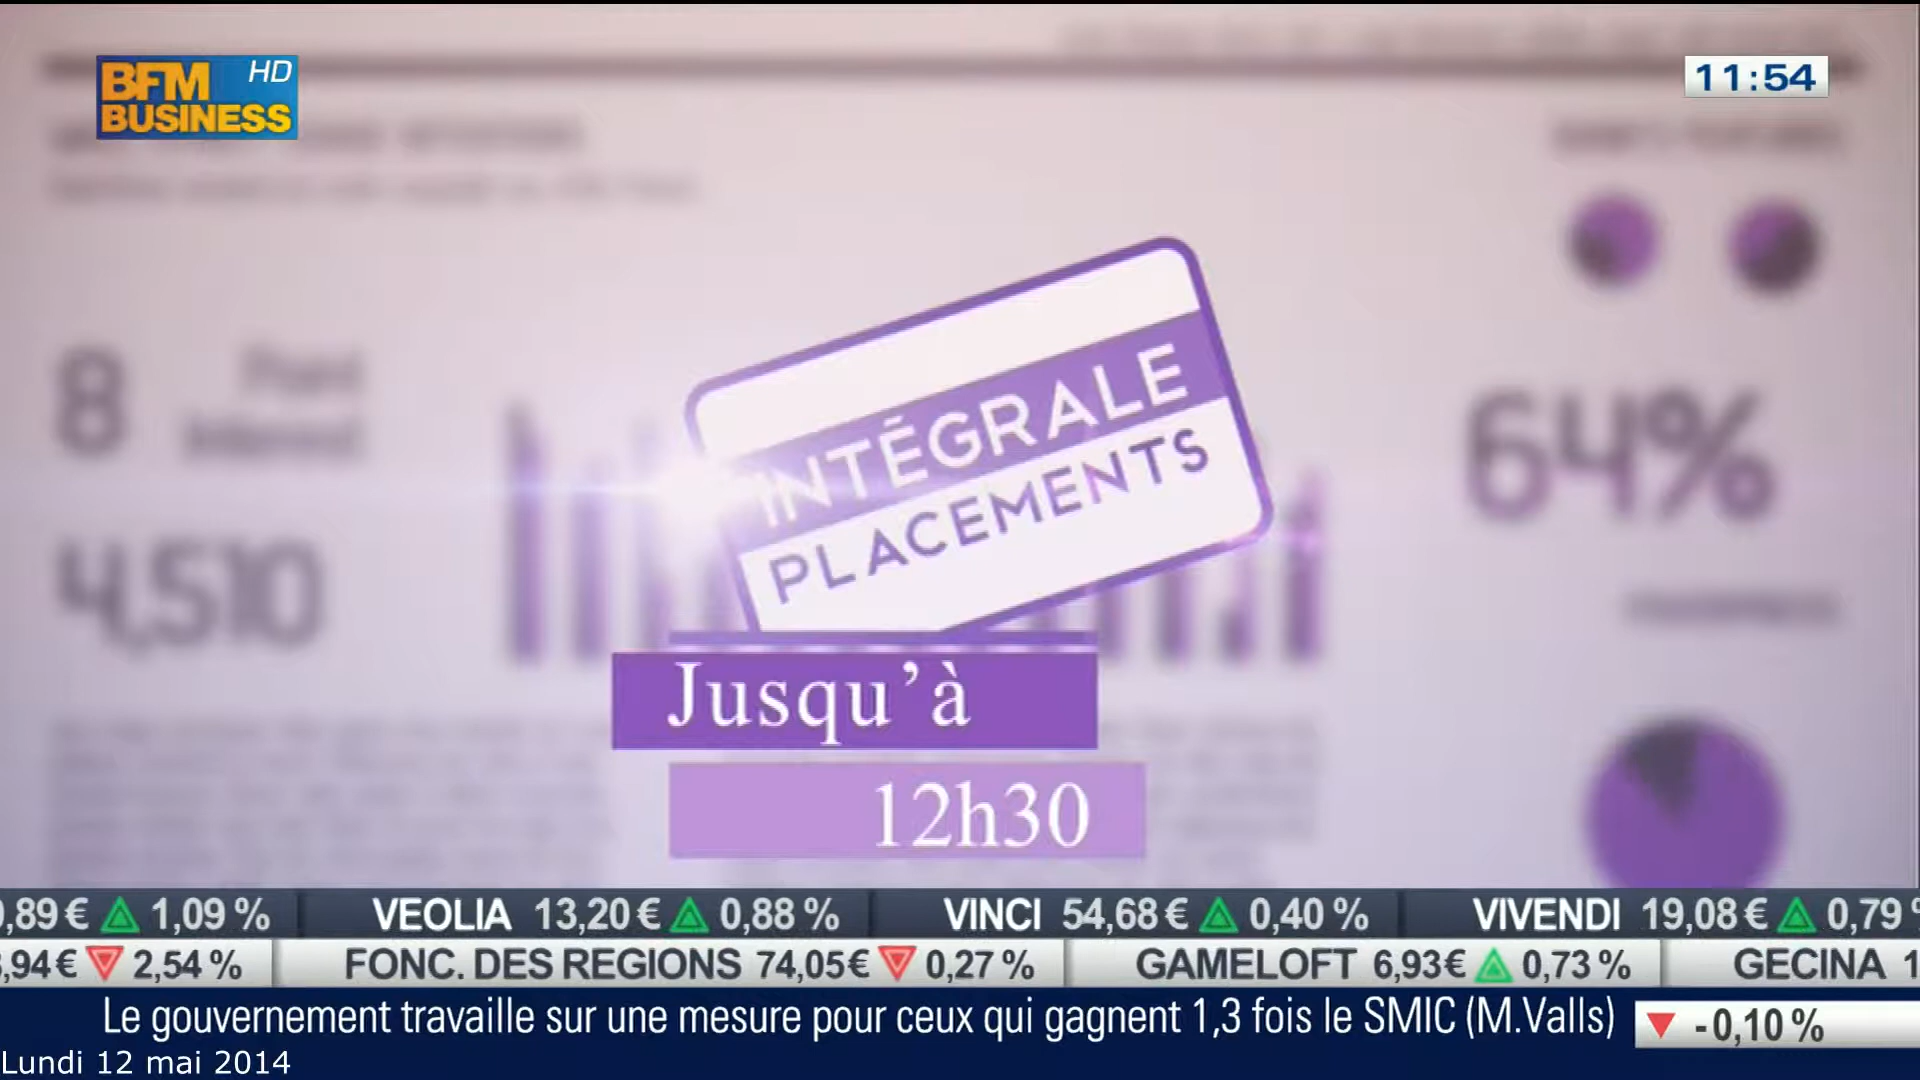 BFM HD
BUSINESS
11:54
8
Point
Interest
4,510
64%
INTÉGRALE
PLACEMENTS
Jusqu'à
12h30
,89 € 1,09 % VEOLIA 13,20 € 0,88 % VINCI 54,68 € 0,40 % VIVENDI 19,08 € 0,79
,94 € 2,54 % FONC. DES REGIONS 74,05 € 0,27 % GAMELOFT 6,93 € 0,73 % GECINA 1
Le gouvernement travaille sur une mesure pour ceux qui gagnent 1,3 fois le SMIC (M.Valls) -0,10 %
Lundi 12 mai 2014